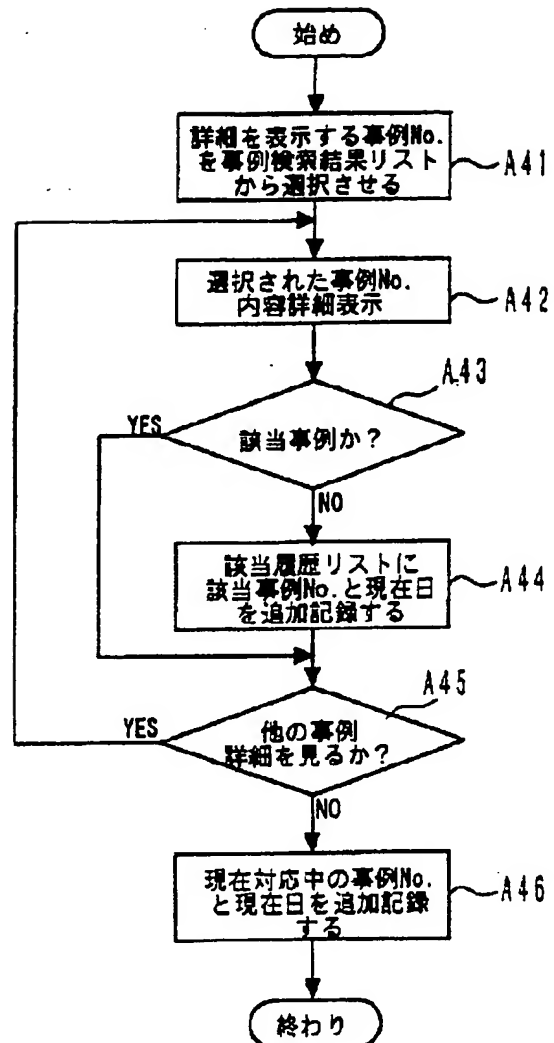 始め
詳細を表示する事例No.
を事例検索結果リスト
から選択させる
A41
選択された事例No.
内容詳細表示
A42
A43
YES
該当事例か?
NO
該当履歴リストに
該当事例No.と現在日
を追加記録する
A44
A45
YES
他の事例
詳細を見るか?
NO
現在対応中の事例No.
と現在日を追加記録
する
A46
終わり